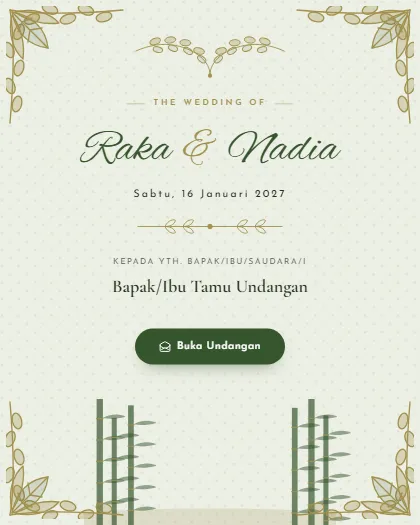 THE WEDDING OF
Raka & Nadia
Sabtu, 16 Januari 2027
KEPADA YTH. BAPAK/IBU/SAUDARA/I
Bapak/Ibu Tamu Undangan
Buka Undangan